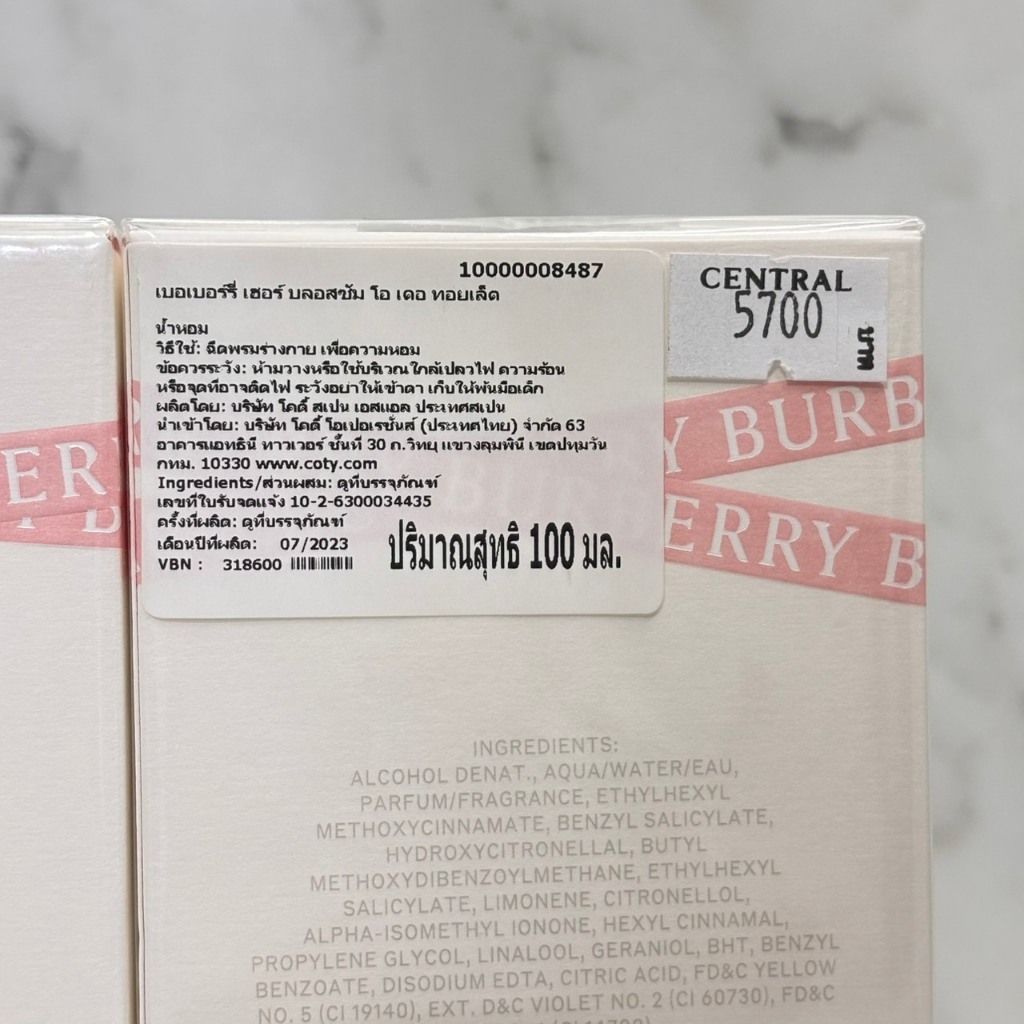 10000008487
เบอเบอร์รี่ เฮอร์ บลอสซัม โอ เดอ ทอยเล็ต
น้ำหอม
วิธีใช้: ฉีดพรมร่างกาย เพื่อความหอม
ข้อควรระวัง: ห้ามวางหรือใช้บริเวณใกล้เปลวไฟ ความร้อน
หรือจุดที่อาจติดไฟ ระวังอย่าให้เข้าตา เก็บให้พ้นมือเด็ก
ผลิตโดย: บริษัท โคตี้ สเปน เอสแอล ประเทศสเปน
นำเข้าโดย: บริษัท โคตี้ โอเปอเรชั่นส์ (ประเทศไทย) จำกัด 63
อาคารแอทธินี ทาวเวอร์ ชั้นที่ 30 ถ.วิทยุ แขวงลุมพินี เขตปทุมวัน
กทม. 10330 www.coty.com
Ingredients/ส่วนผสม: ดูที่บรรจุภัณฑ์
เลขที่ใบรับจดแจ้ง 10-2-6300034435
ครั้งที่ผลิต: ดูที่บรรจุภัณฑ์
เดือนปีที่ผลิต: 07/2023
VBN : 318600
ปริมาณสุทธิ 100 มล.
CENTRAL
5700
ER
Y BURB
ERRY B
INGREDIENTS:
ALCOHOL DENAT., AQUA/WATER/EAU,
PARFUM/FRAGRANCE, ETHYLHEXYL
METHOXYCINNAMATE, BENZYL SALICYLATE,
HYDROXYCITRONELLAL, BUTYL
METHOXYDIBENZOYLMETHANE, ETHYLHEXYL
SALICYLATE, LIMONENE, CITRONELLOL,
ALPHA-ISOMETHYL IONONE, HEXYL CINNAMAL,
PROPYLENE GLYCOL, LINALOOL, GERANIOL, BHT, BENZYL
BENZOATE, DISODIUM EDTA, CITRIC ACID, FD&C YELLOW
NO. 5 (CI 19140), EXT. D&C VIOLET NO. 2 (CI 60730), FD&C